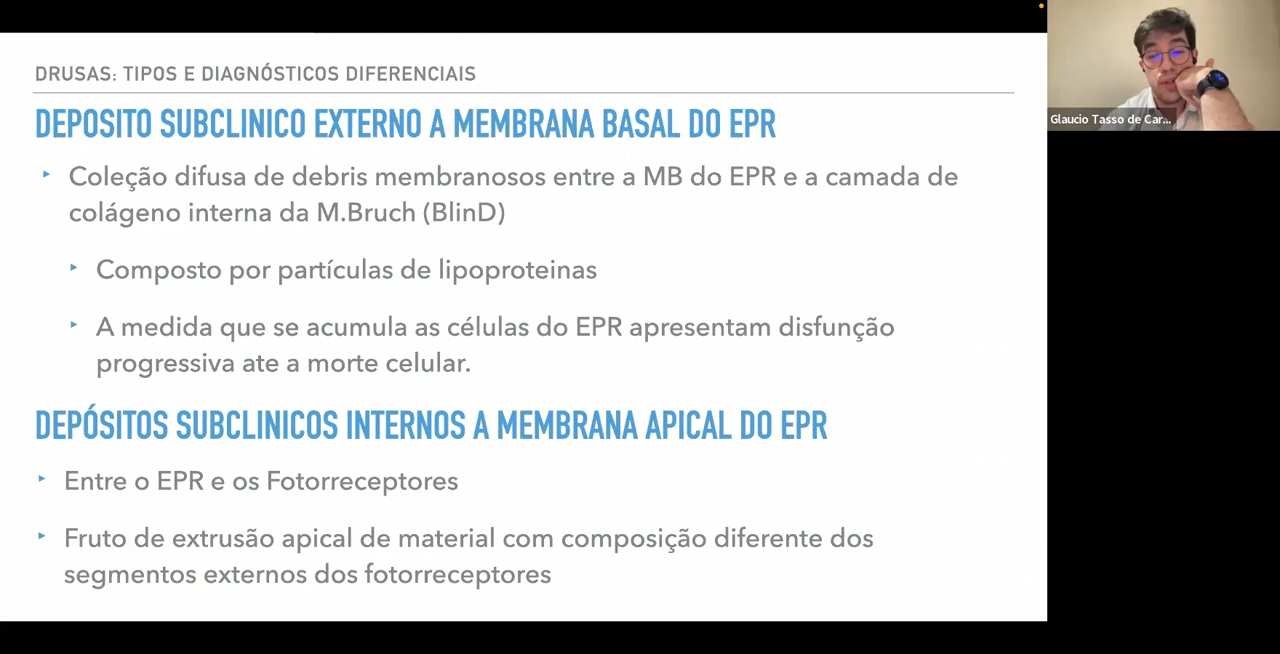 DRUSAS: TIPOS E DIAGNÓSTICOS DIFERENCIAIS
DEPOSITO SUBCLINICO EXTERNO A MEMBRANA BASAL DO EPR
Coleção difusa de debris membranosos entre a MB do EPR e a camada de
colágeno interna da M.Bruch (BlinD)
Composto por partículas de lipoproteinas
A medida que se acumula as células do EPR apresentam disfunção
progressiva ate a morte celular.
DEPÓSITOS SUBCLINICOS INTERNOS A MEMBRANA APICAL DO EPR
Entre o EPR e os Fotorreceptores
Fruto de extrusão apical de material com composição diferente dos
segmentos externos dos fotorreceptores
Glaucio Tasso de Car...